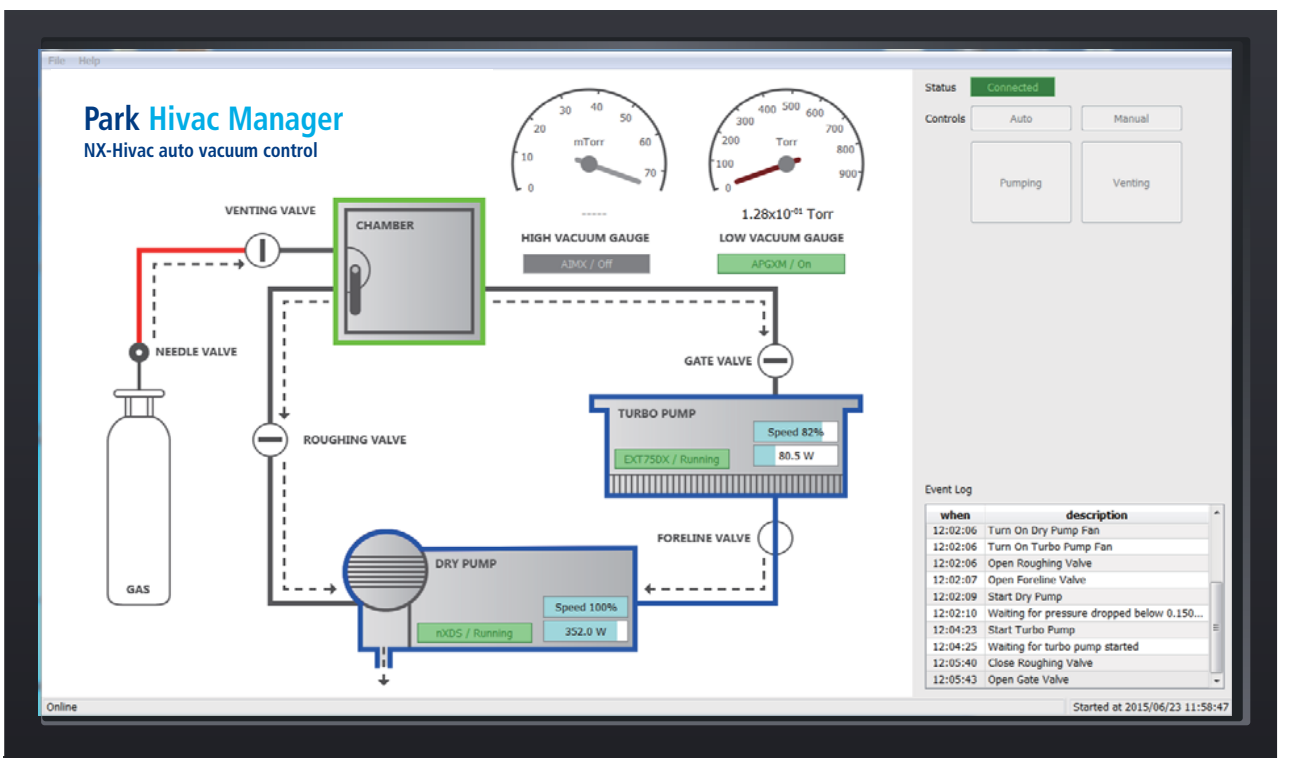 File Help
Park Hivac Manager
NX-Hivac auto vacuum control
0 10 20 30 40 50 60 70
mTorr
-----
HIGH VACUUM GAUGE
AIMX / Off
0 100 200 300 400 500 600 700 800 900
Torr
1.28x10-01 Torr
LOW VACUUM GAUGE
APGXM / On
VENTING VALVE
CHAMBER
NEEDLE VALVE
GATE VALVE
ROUGHING VALVE
TURBO PUMP
Speed 82%
EXT75DX / Running
80.5 W
FORELINE VALVE
DRY PUMP
GAS
Speed 100%
nXDS / Running
352.0 W
Status Connected
Controls Auto Manual
Pumping Venting
Event Log
when description
12:02:06 Turn On Dry Pump Fan
12:02:06 Turn On Turbo Pump Fan
12:02:06 Open Roughing Valve
12:02:07 Open Foreline Valve
12:02:09 Start Dry Pump
12:02:10 Waiting for pressure dropped below 0.150...
12:04:23 Start Turbo Pump
12:04:25 Waiting for turbo pump started
12:05:40 Close Roughing Valve
12:05:43 Open Gate Valve
Online
Started at 2015/06/23 11:58:47